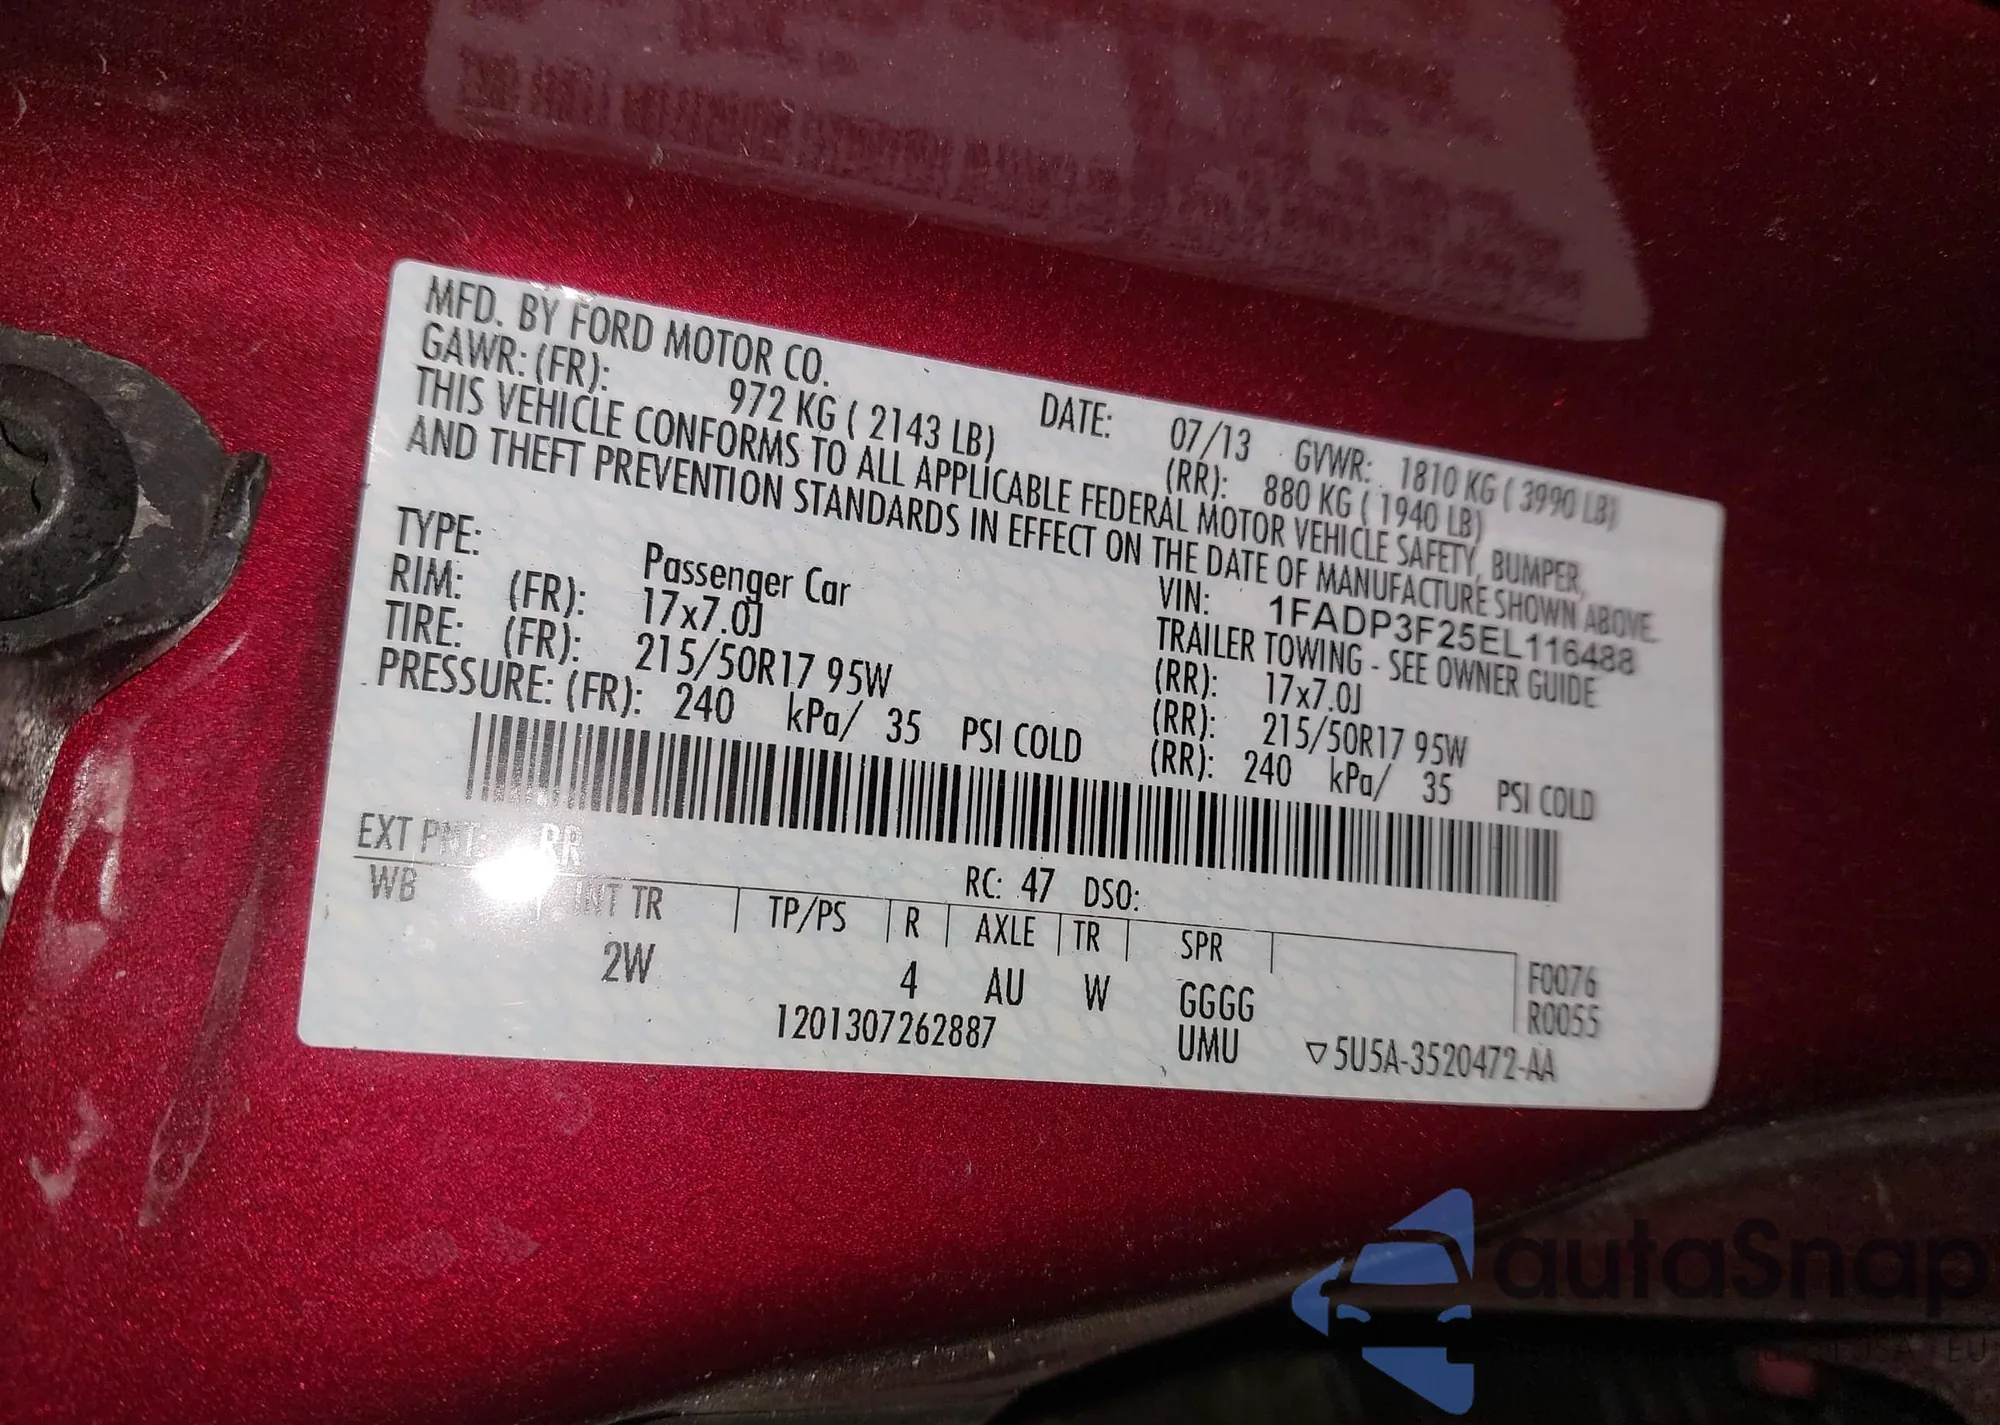 MFD. BY FORD MOTOR CO.
DATE: 07/13 GVWR: 1810 KG ( 3990 LB)
GAWR: (FR): 972 KG ( 2143 LB) (RR): 880 KG ( 1940 LB)
THIS VEHICLE CONFORMS TO ALL APPLICABLE FEDERAL MOTOR VEHICLE SAFETY, BUMPER,
AND THEFT PREVENTION STANDARDS IN EFFECT ON THE DATE OF MANUFACTURE SHOWN ABOVE.
VIN: 1FADP3F25EL116488
TYPE: Passenger Car TRAILER TOWING - SEE OWNER GUIDE
RIM: (FR): 17x7.0J (RR): 17x7.0J
TIRE: (FR): 215/50R17 95W (RR): 215/50R17 95W
PRESSURE: (FR): 240 kPa/ 35 PSI COLD (RR): 240 kPa/ 35 PSI COLD
EXT PNT: RR RC: 47 DSO:
WB INT TR TP/PS R AXLE TR SPR
F0076
2W 4 AU W GGGG R0055
1201307262887 UMU ▽5U5A-3520472-AA
autaSnap